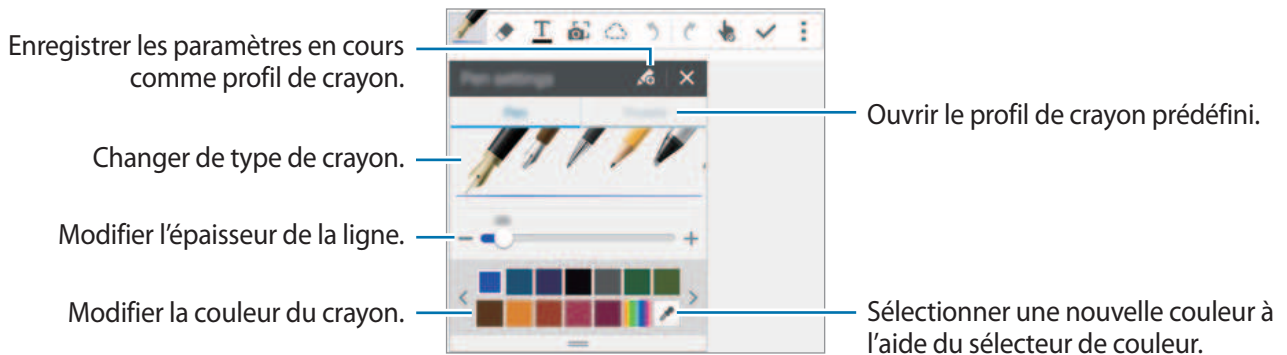 Enregistrer les paramètres en cours
comme profil de crayon.
Pen settings
Pen
Ouvrir le profil de crayon prédéfini.
Changer de type de crayon.
Modifier l'épaisseur de la ligne.
Modifier la couleur du crayon.
Sélectionner une nouvelle couleur à
l'aide du sélecteur de couleur.